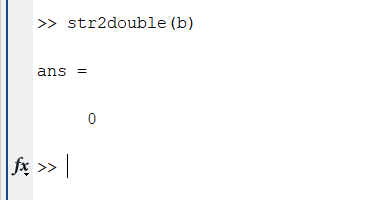 >> str2double(b)
ans =
0
fx >>